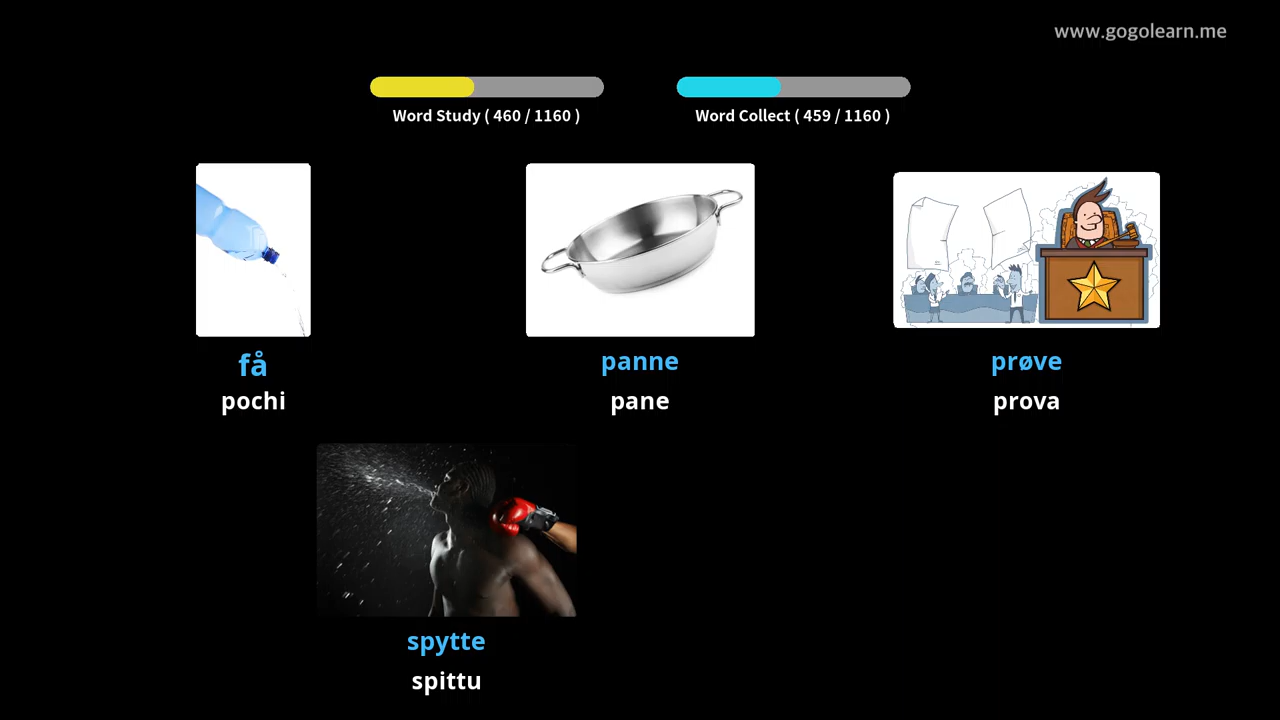 www.gogolearn.me
Word Study ( 460 / 1160 )
Word Collect ( 459 / 1160 )
få
pochi
panne
pane
prøve
prova
spytte
spittu